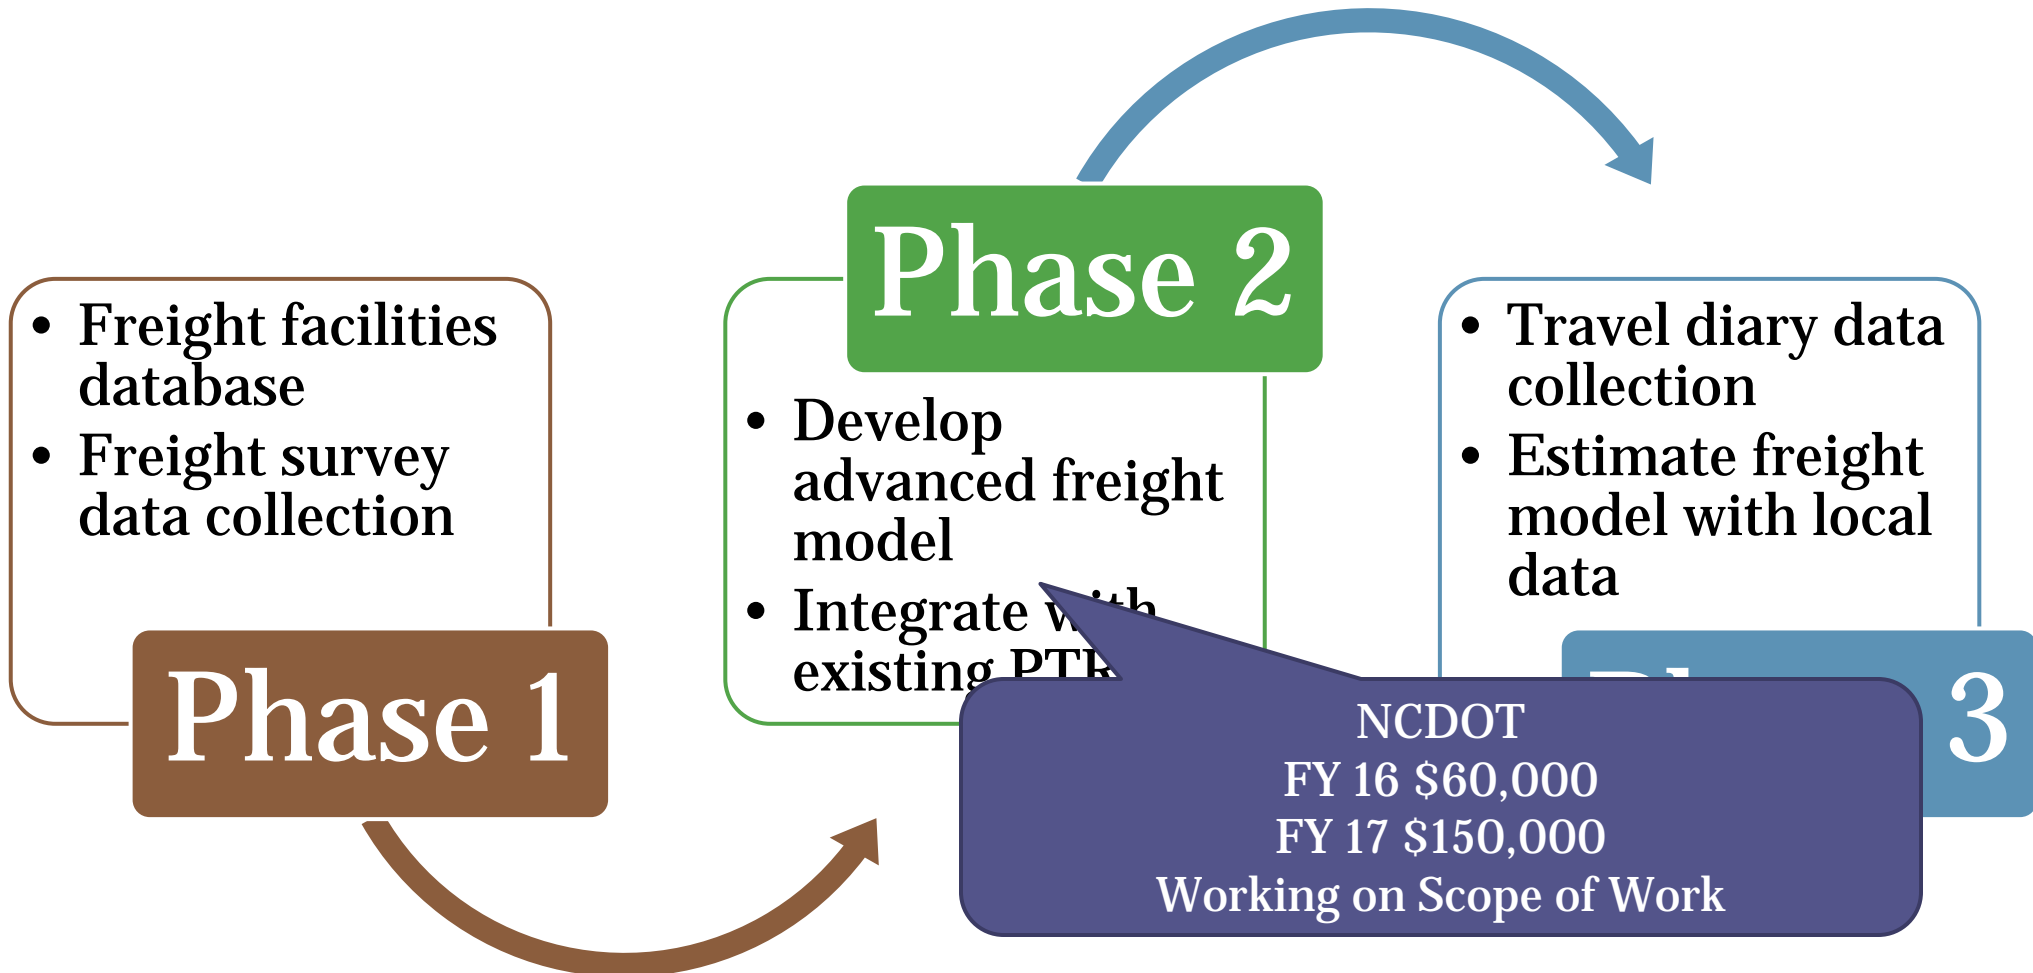 • Freight facilities
database
• Freight survey
data collection
Phase 1
Phase 2
• Develop
advanced freight
model
• Integrate with
existing
• Travel diary data
collection
• Estimate freight
model with local
data
3
NCDOT
FY 16 $60,000
FY 17 $150,000
Working on Scope of Work